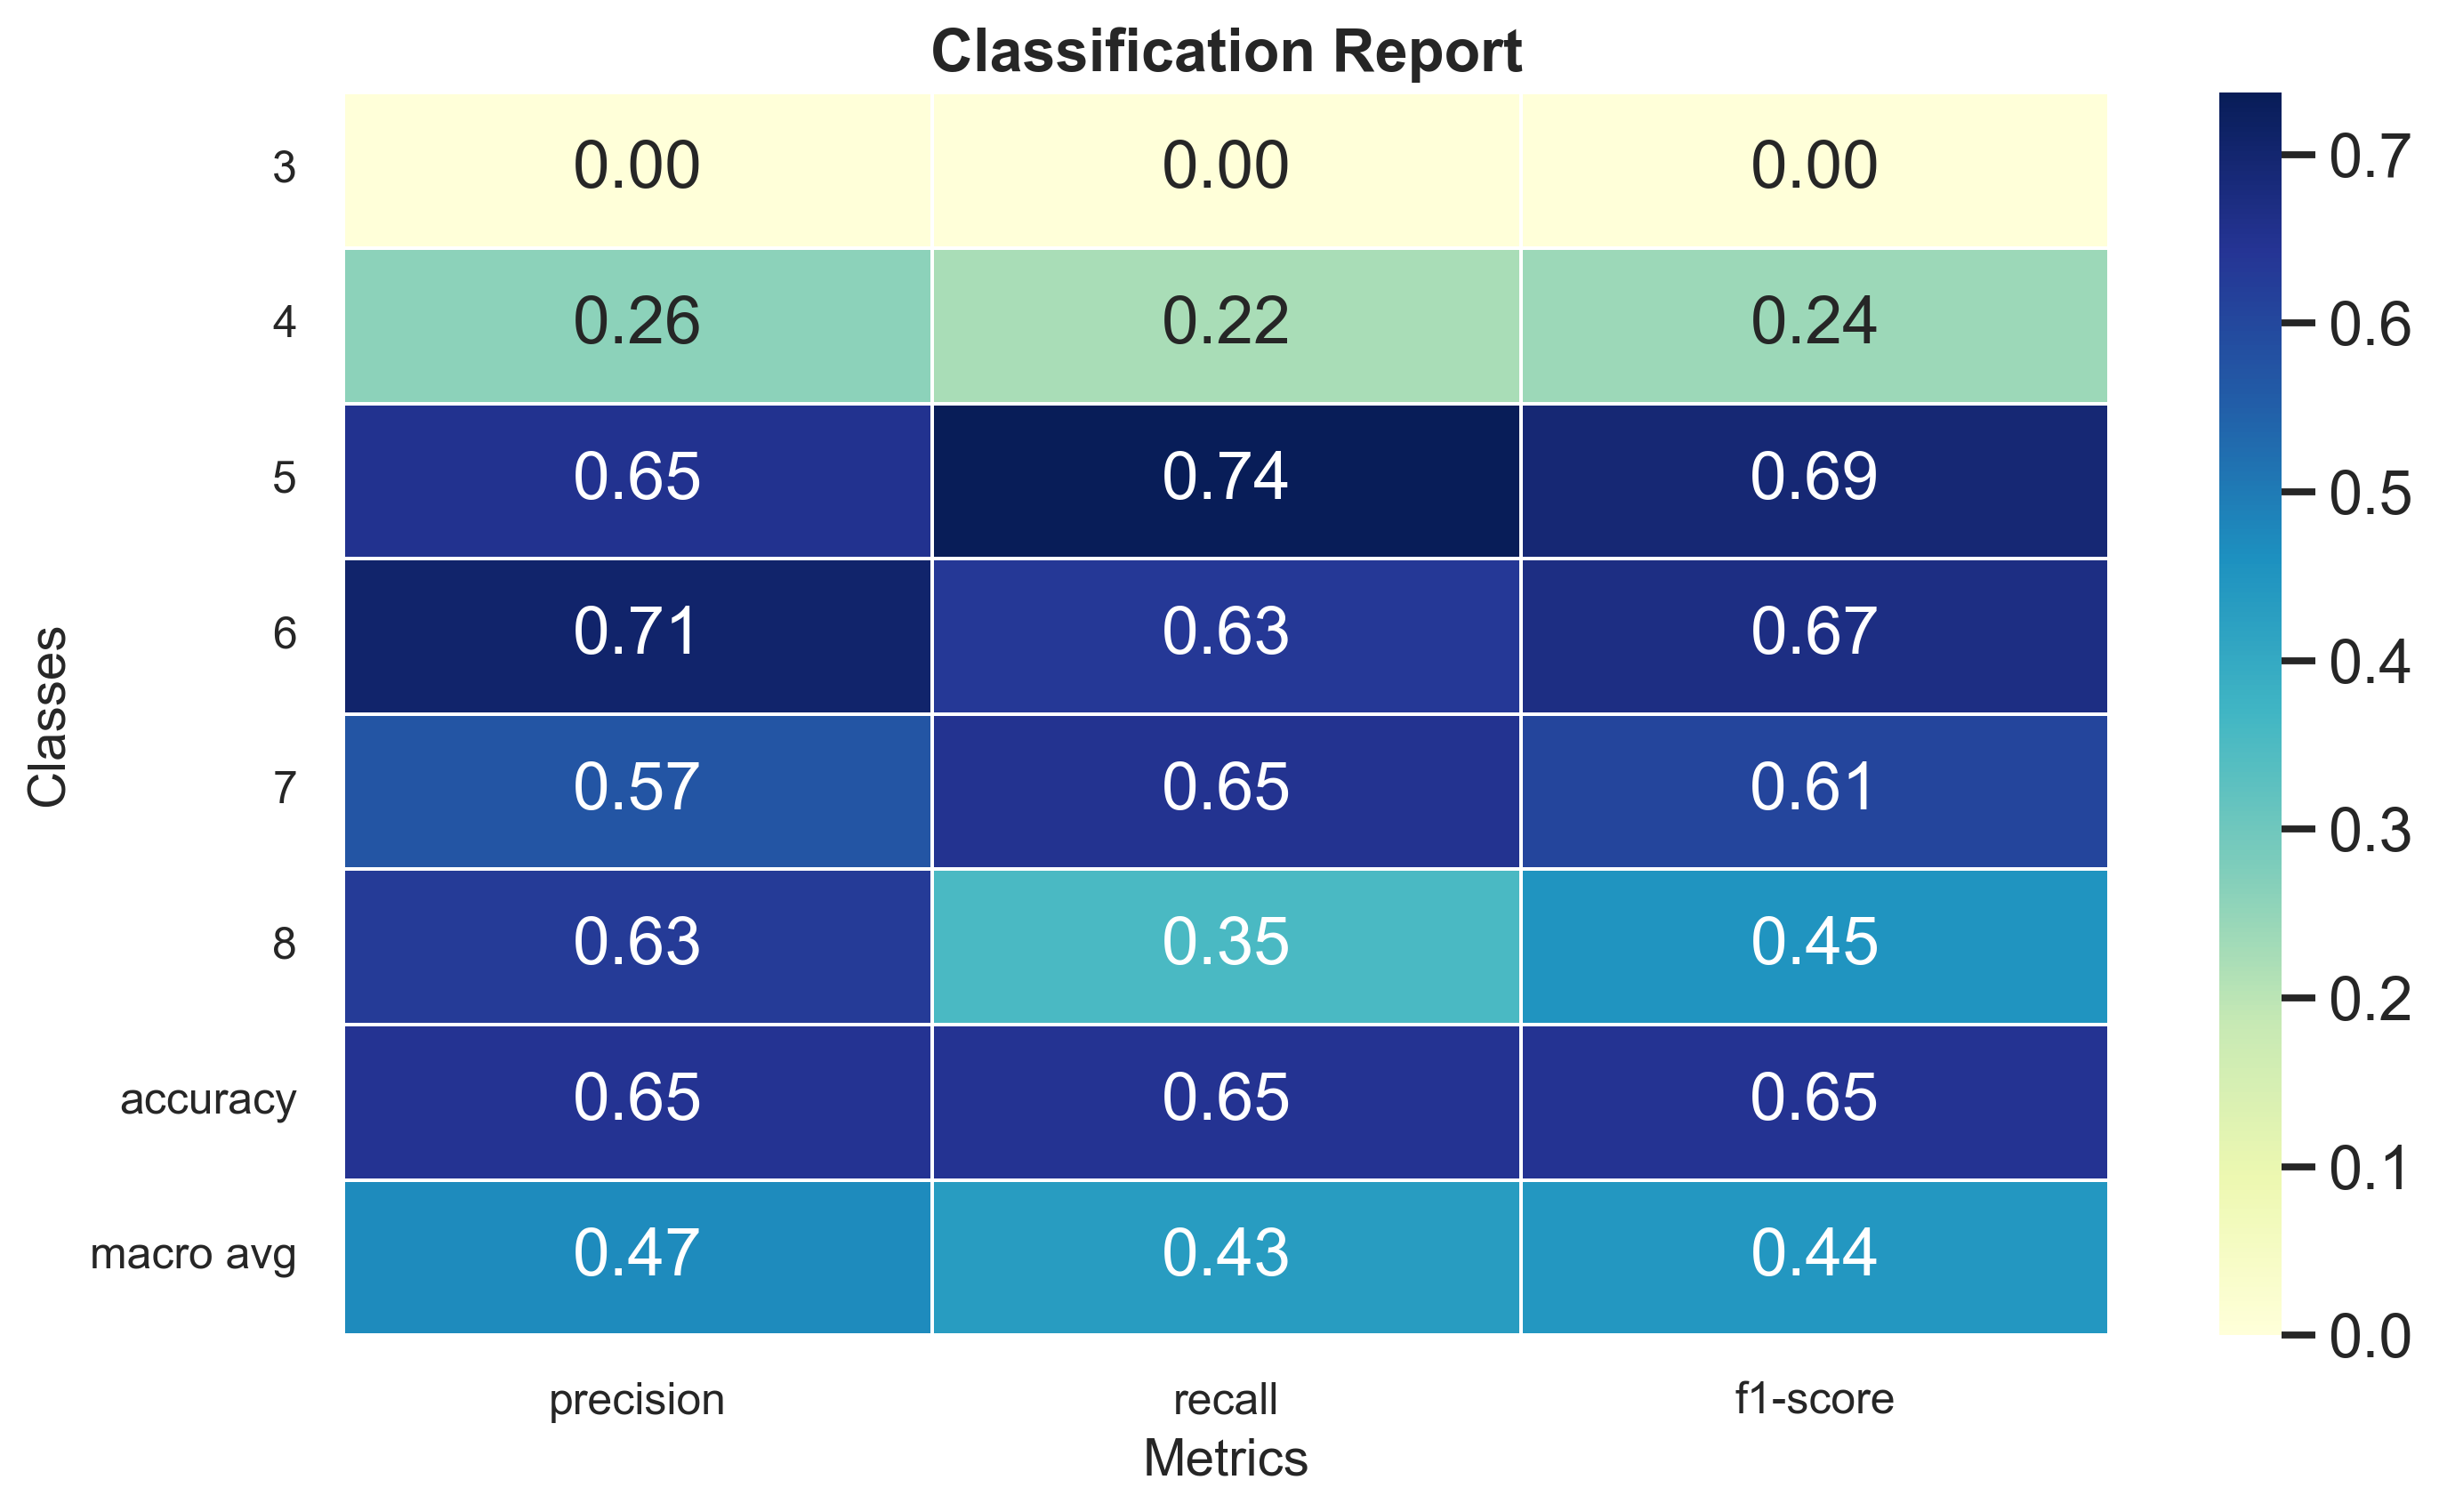 Classification Report
3 0.00 0.00 0.00
4 0.26 0.22 0.24
5 0.65 0.74 0.69
6 0.71 0.63 0.67
7 0.57 0.65 0.61
8 0.63 0.35 0.45
accuracy 0.65 0.65 0.65
macro avg 0.47 0.43 0.44
precision recall f1-score
Metrics
Classes
0.7
0.6
0.5
0.4
0.3
0.2
0.1
0.0